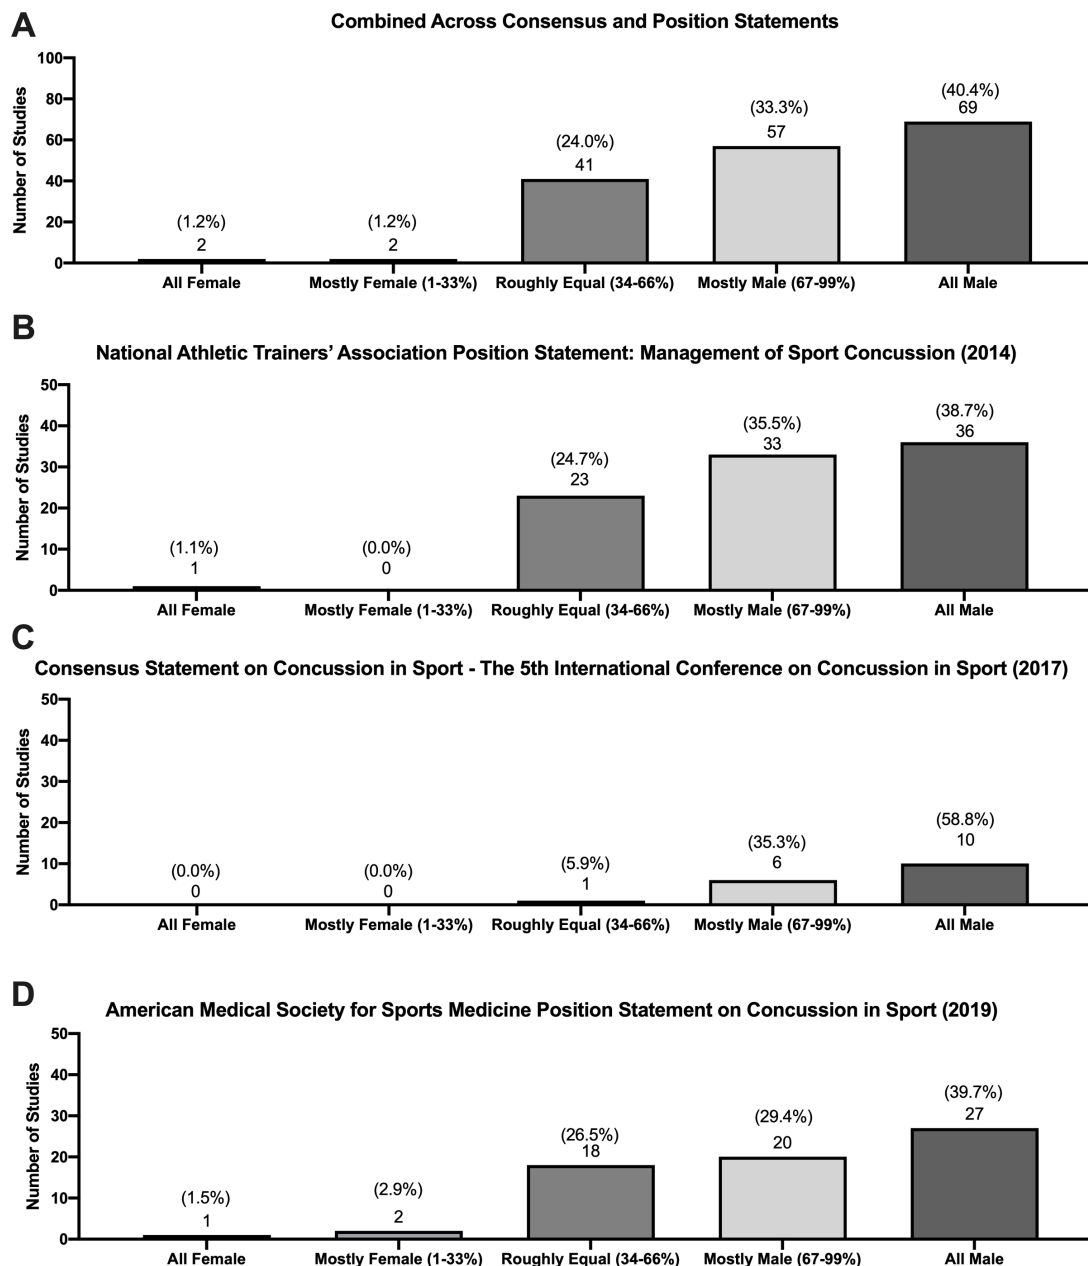 A
Combined Across Consensus and Position Statements
Number of Studies
100
80
60
40
20
0
(1.2%)
2
(1.2%)
2
(24.0%)
41
(33.3%)
57
(40.4%)
69
All Female
Mostly Female (1-33%)
Roughly Equal (34-66%)
Mostly Male (67-99%)
All Male
B
National Athletic Trainers’ Association Position Statement: Management of Sport Concussion (2014)
Number of Studies
50
40
30
20
10
0
(1.1%)
1
(0.0%)
0
(24.7%)
23
(35.5%)
33
(38.7%)
36
All Female
Mostly Female (1-33%)
Roughly Equal (34-66%)
Mostly Male (67-99%)
All Male
C
Consensus Statement on Concussion in Sport - The 5th International Conference on Concussion in Sport (2017)
Number of Studies
50
40
30
20
10
0
(0.0%)
0
(0.0%)
0
(5.9%)
1
(35.3%)
6
(58.8%)
10
All Female
Mostly Female (1-33%)
Roughly Equal (34-66%)
Mostly Male (67-99%)
All Male
D
American Medical Society for Sports Medicine Position Statement on Concussion in Sport (2019)
Number of Studies
50
40
30
20
10
0
(1.5%)
1
(2.9%)
2
(26.5%)
18
(29.4%)
20
(39.7%)
27
All Female
Mostly Female (1-33%)
Roughly Equal (34-66%)
Mostly Male (67-99%)
All Male